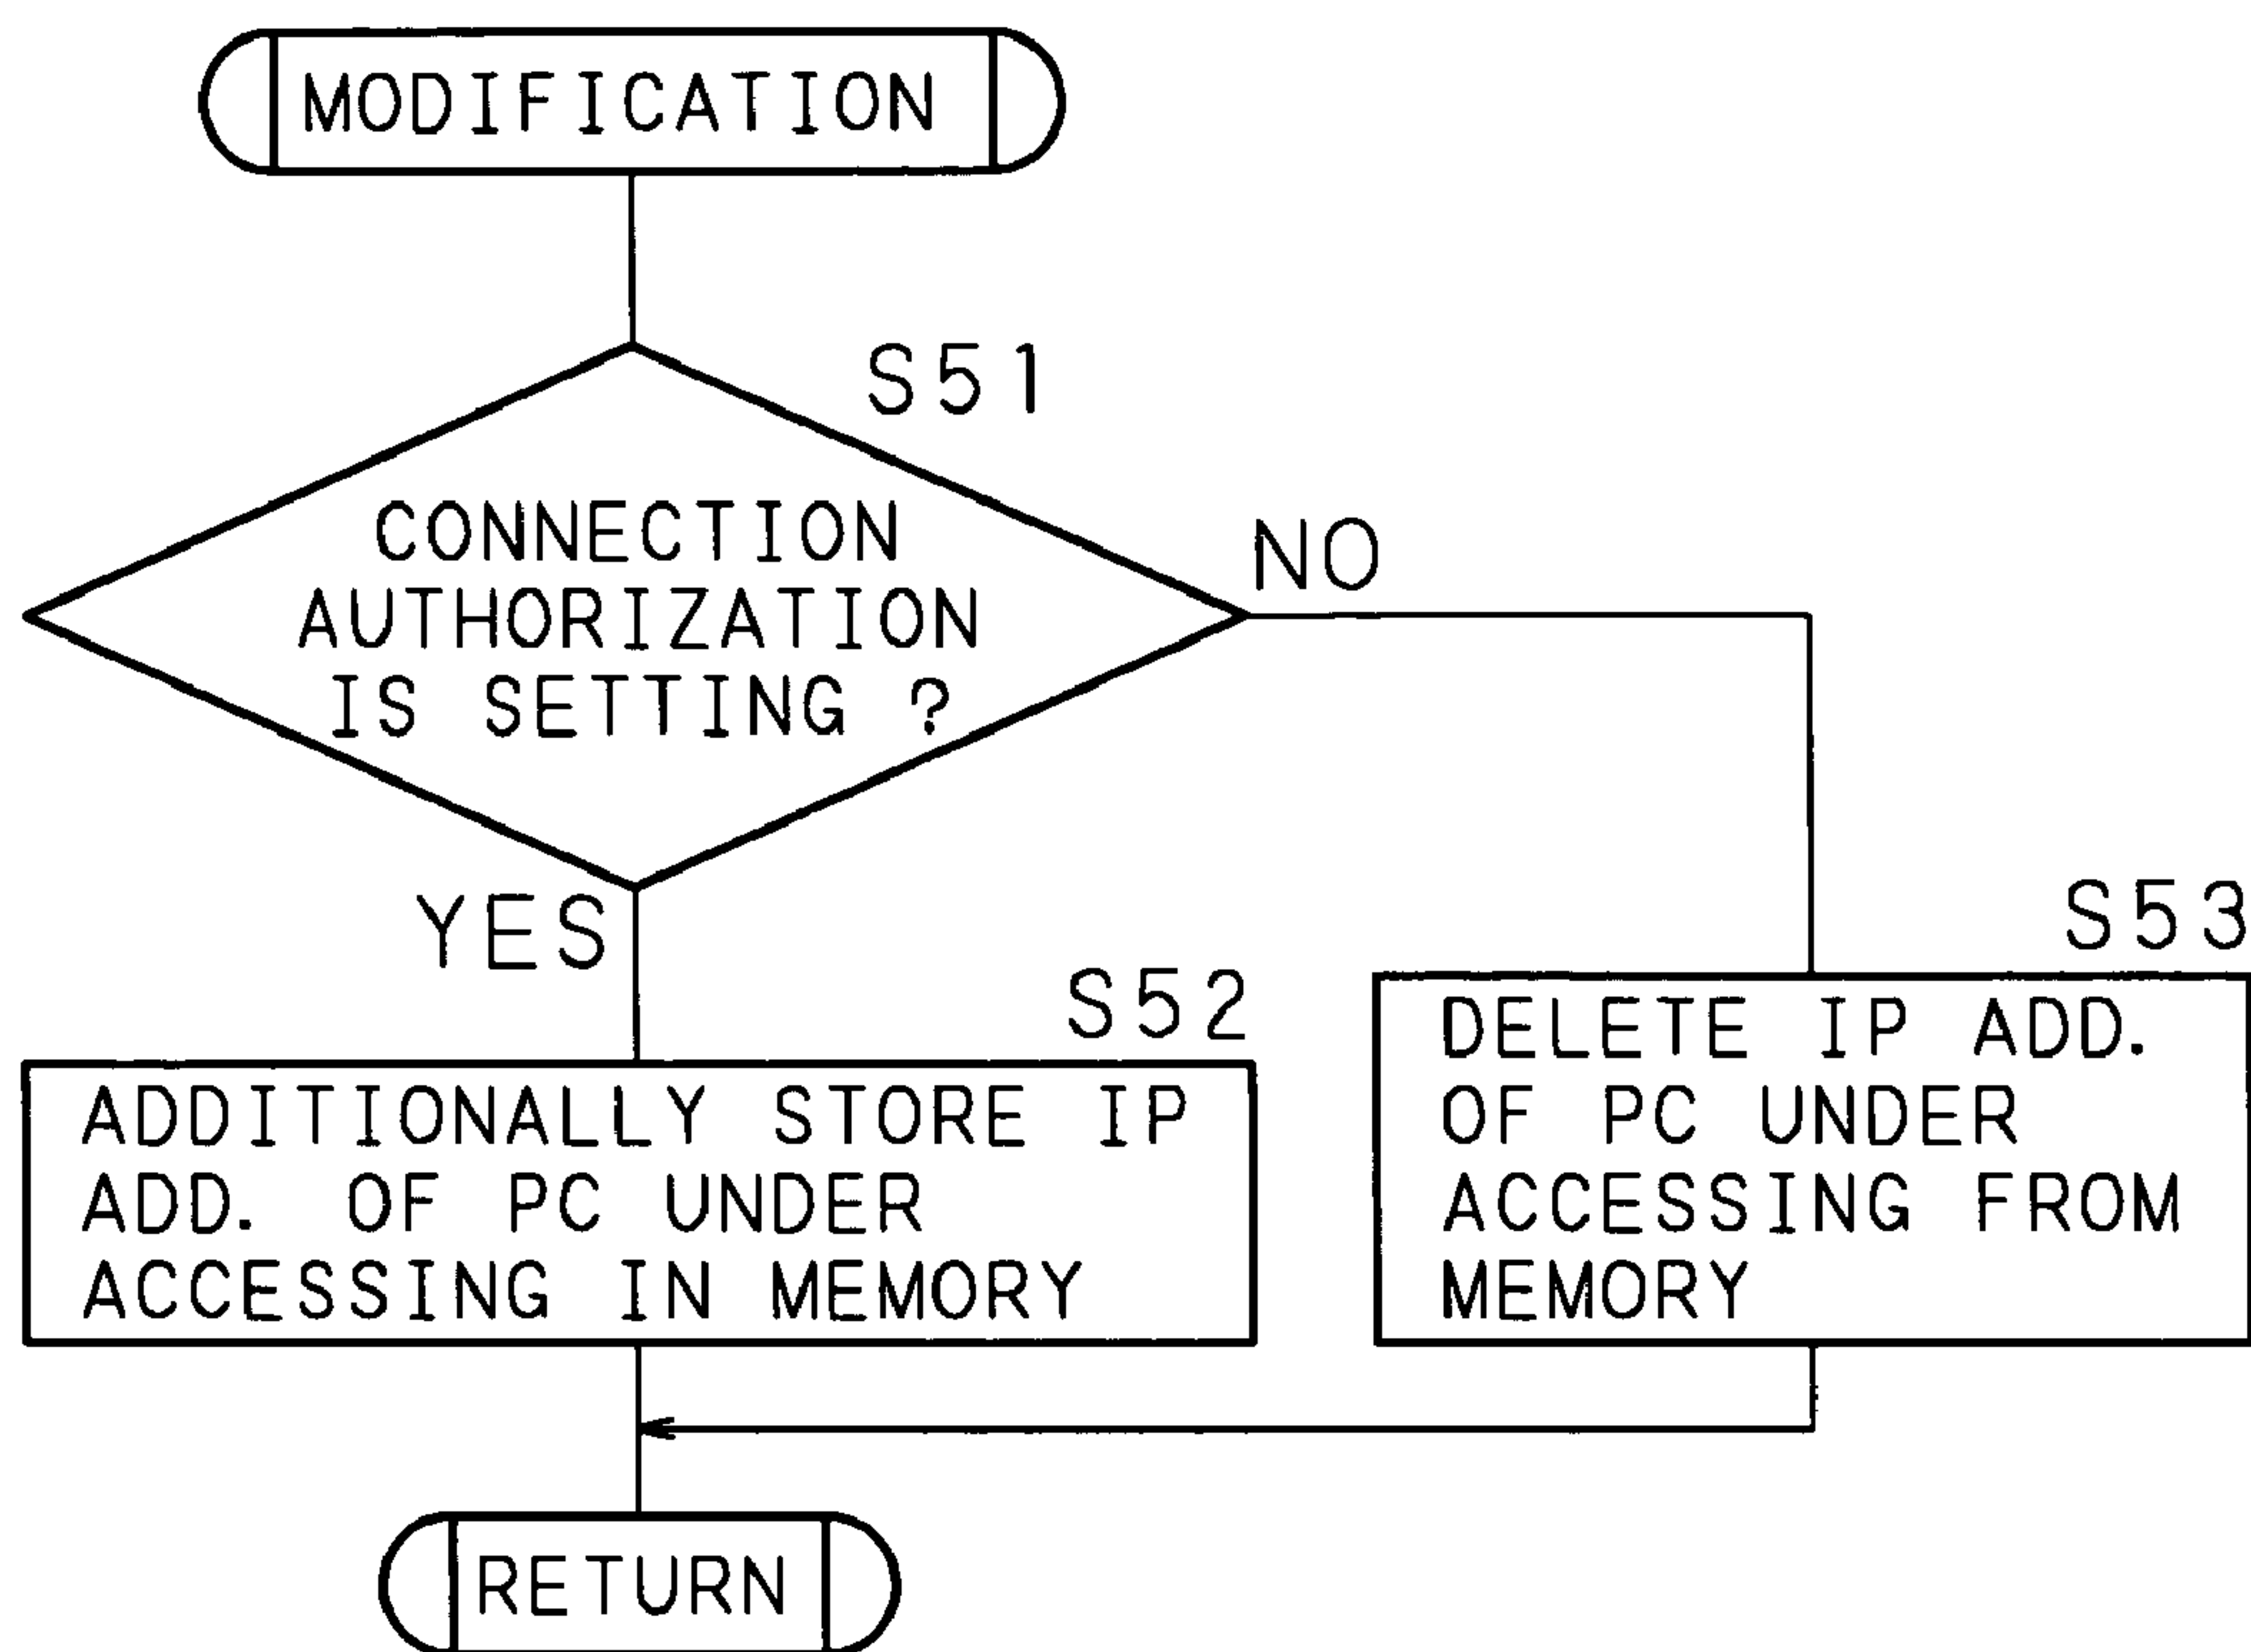 MODIFICATION
S51
CONNECTION
AUTHORIZATION
IS SETTING ?
NO
YES
S52
ADDITIONALLY STORE IP
ADD. OF PC UNDER
ACCESSING IN MEMORY
S53
DELETE IP ADD.
OF PC UNDER
ACCESSING FROM
MEMORY
RETURN